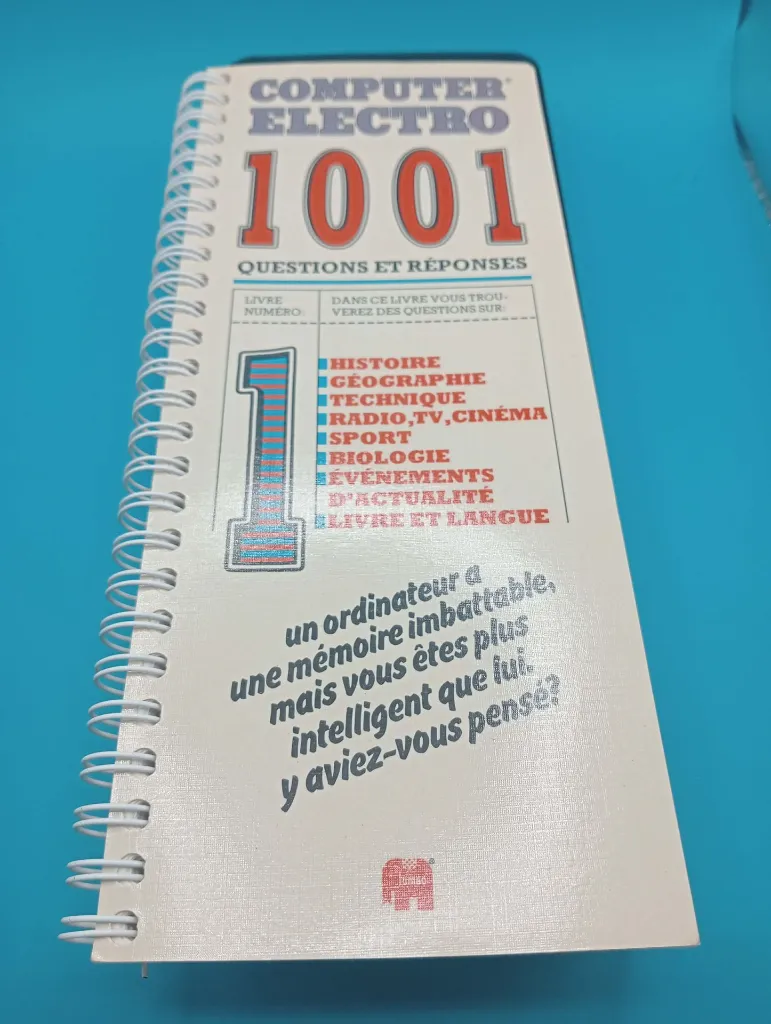 COMPUTER®
ELECTRO
1001
QUESTIONS ET RÉPONSES
LIVRE
NUMÉRO:
DANS CE LIVRE VOUS TROU-
VEREZ DES QUESTIONS SUR:
1
HISTOIRE
GÉOGRAPHIE
TECHNIQUE
RADIO,TV,CINÉMA
SPORT
BIOLOGIE
ÉVÉNEMENTS
D'ACTUALITÉ
LIVRE ET LANGUE
un ordinateur a
une mémoire imbattable,
mais vous êtes plus
intelligent que lui.
y aviez-vous pensé?
JUMBO®